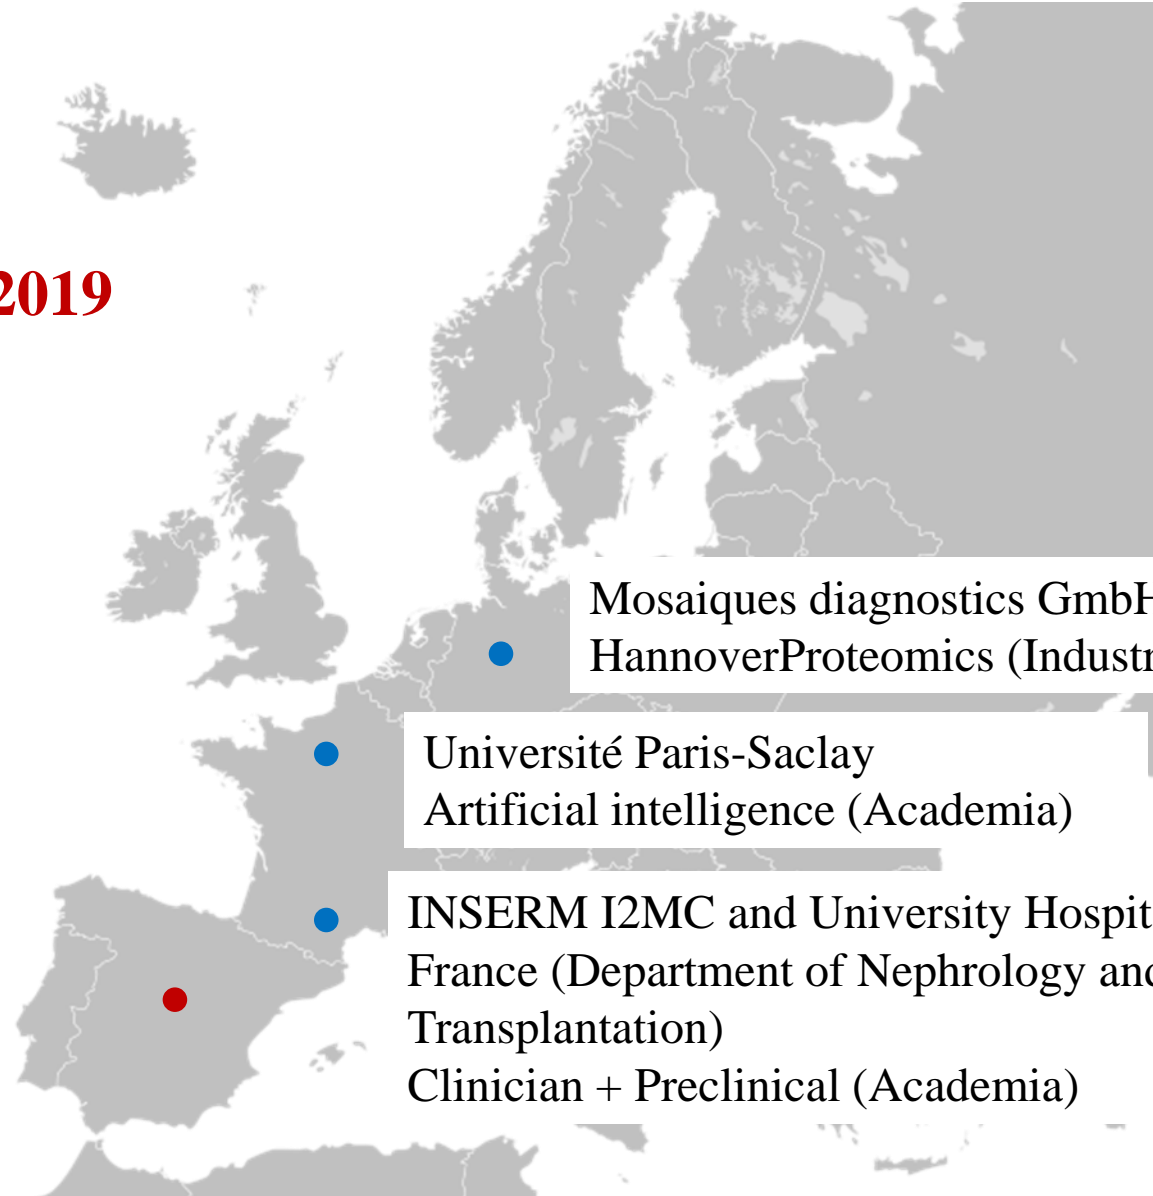 2019
Mosaiques diagnostics GmbH
HannoverProteomics (Industr
Université Paris-Saclay
Artificial intelligence (Academia)
INSERM I2MC and University Hospit
France (Department of Nephrology and
Transplantation)
Clinician + Preclinical (Academia)